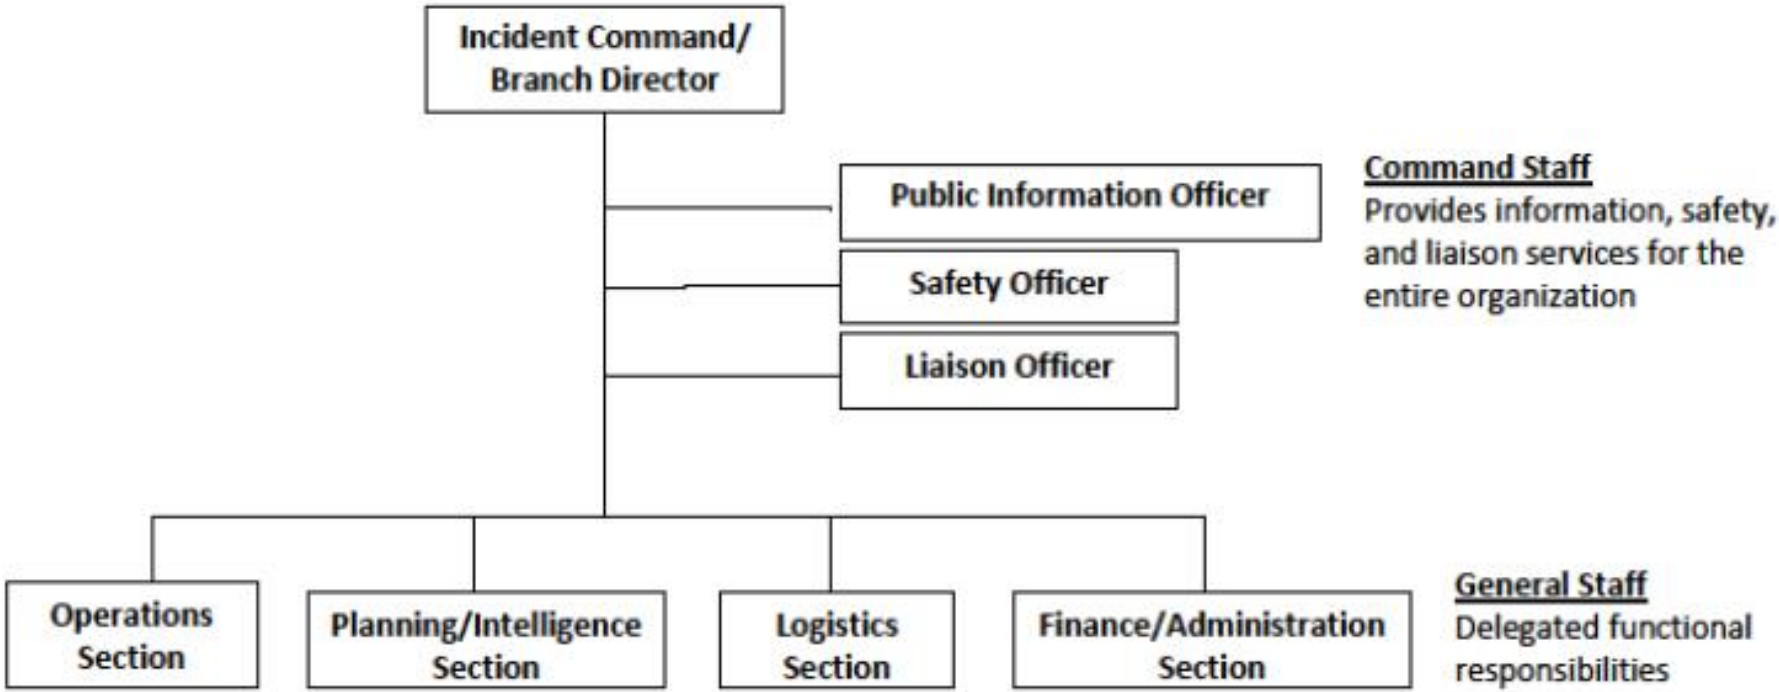 Incident Command/
Branch Director
Public Information Officer
Safety Officer
Liaison Officer
Command Staff
Provides information, safety,
and liaison services for the
entire organization
Operations
Section
Planning/Intelligence
Section
Logistics
Section
Finance/Administration
Section
General Staff
Delegated functional
responsibilities